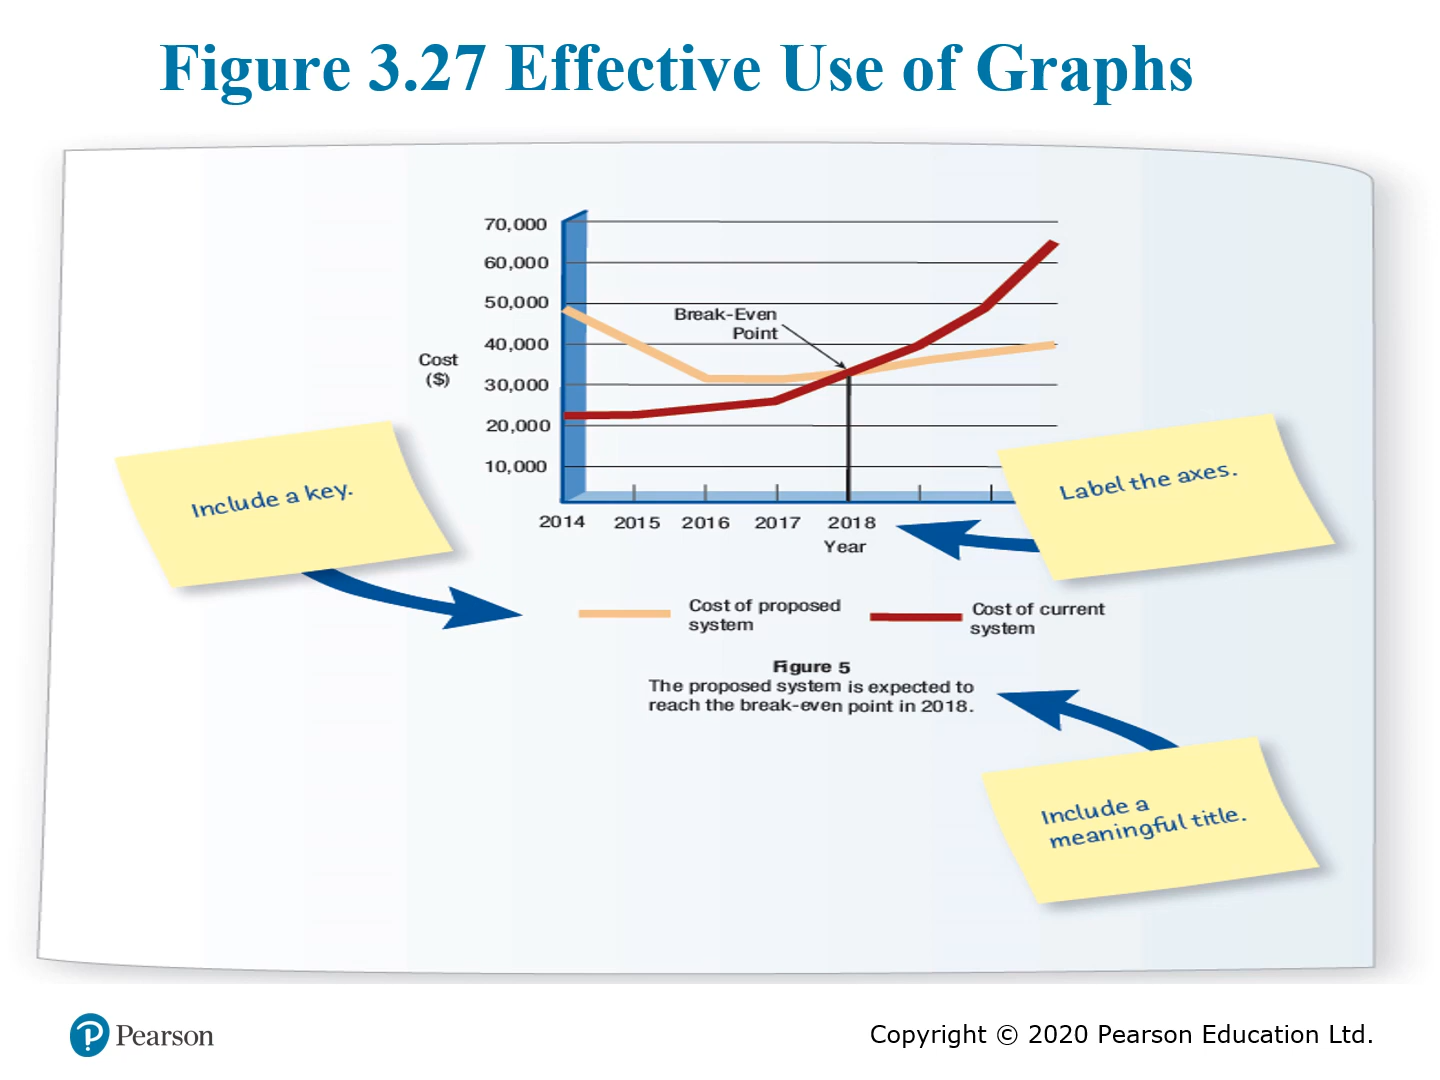 Figure 3.27 Effective Use of Graphs
70,000
60,000
50,000
40,000
30,000
20,000
10,000
Cost
($)
Break-Even
Point
2014 2015 2016 2017 2018
Year
Include a key.
Label the axes.
Cost of proposed
system
Cost of current
system
Figure 5
The proposed system is expected to
reach the break-even point in 2018.
Include a
meaningful title.
Pearson
Copyright © 2020 Pearson Education Ltd.